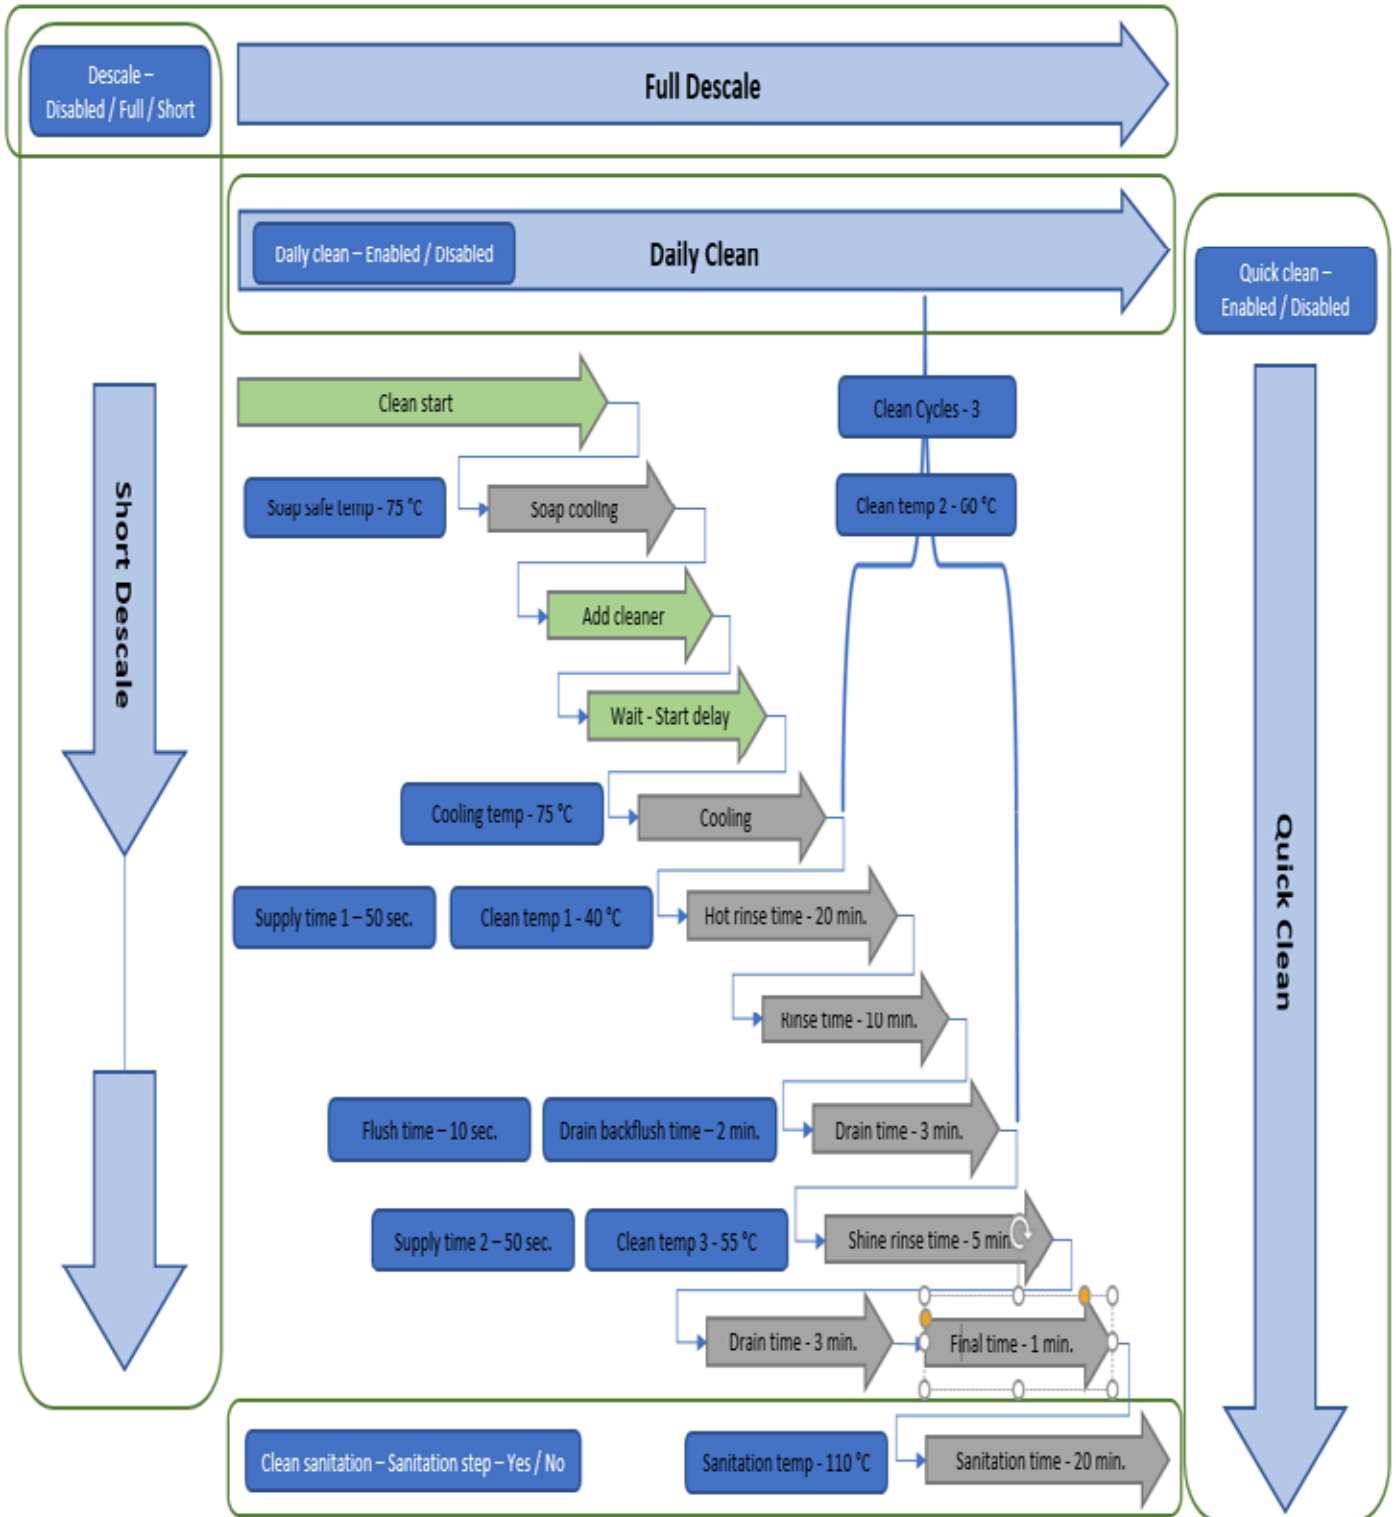 Descale –
Disabled / Full / Short
Full Descale
Daily clean – Enabled / Disabled
Daily Clean
Quick clean –
Enabled / Disabled
Clean start
Clean Cycles - 3
Soap safe temp - 75 °C
Soap cooling
Clean temp 2 - 60 °C
Short Descale
Add cleaner
Wait - Start delay
Cooling temp - 75 °C
Cooling
Quick Clean
Supply time 1 – 50 sec.
Clean temp 1 - 40 °C
Hot rinse time - 20 min.
Rinse time - 10 min.
Flush time – 10 sec.
Drain backflush time – 2 min.
Drain time - 3 min.
Supply time 2 – 50 sec.
Clean temp 3 - 55 °C
Shine rinse time - 5 min.
Drain time - 3 min.
Final time - 1 min.
Clean sanitation – Sanitation step – Yes / No
Sanitation temp - 110 °C
Sanitation time - 20 min.